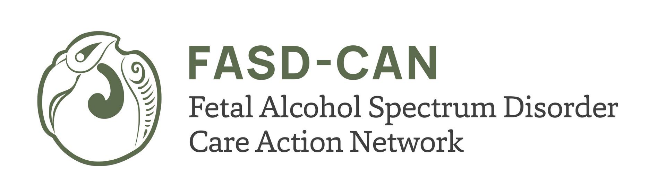 FASD-CAN
Fetal Alcohol Spectrum Disorder
Care Action Network